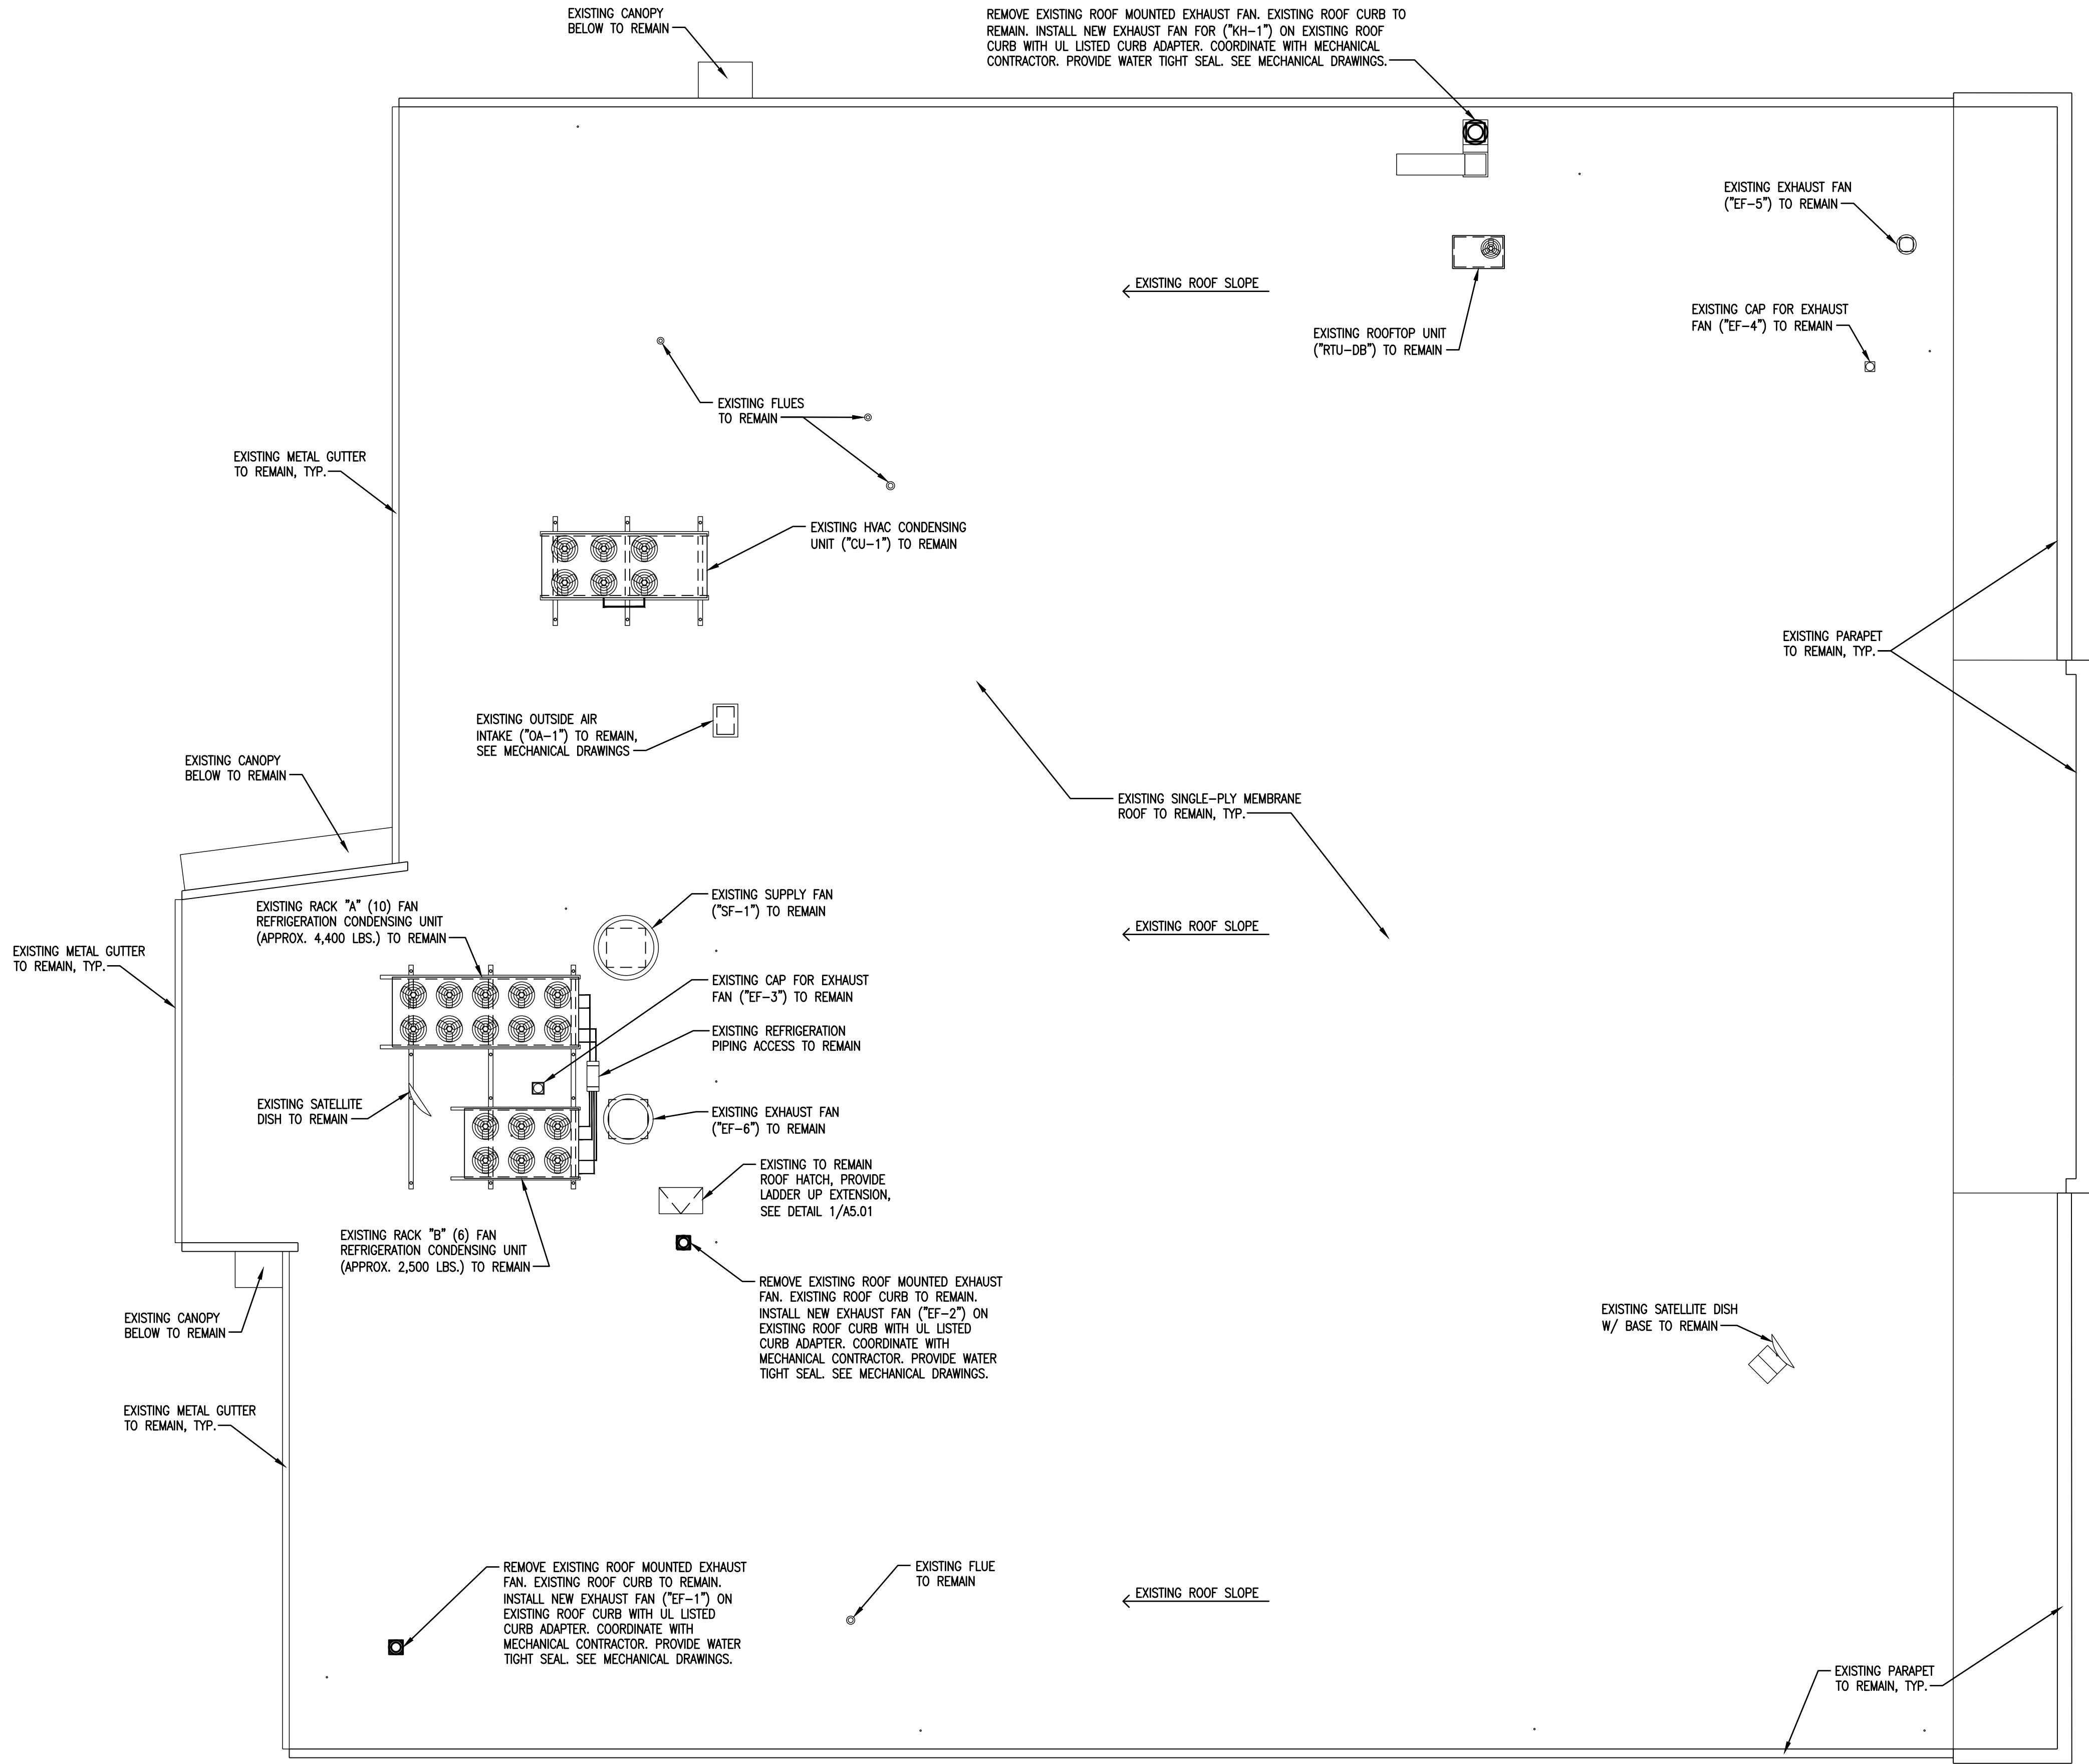 EXISTING CANOPY
BELOW TO REMAIN
REMOVE EXISTING ROOF MOUNTED EXHAUST FAN. EXISTING ROOF CURB TO
REMAIN. INSTALL NEW EXHAUST FAN FOR ("KH-1") ON EXISTING ROOF
CURB WITH UL LISTED CURB ADAPTER. COORDINATE WITH MECHANICAL
CONTRACTOR. PROVIDE WATER TIGHT SEAL. SEE MECHANICAL DRAWINGS.
EXISTING EXHAUST FAN
("EF-5") TO REMAIN
EXISTING ROOF SLOPE
EXISTING CAP FOR EXHAUST
FAN ("EF-4") TO REMAIN
EXISTING ROOFTOP UNIT
("RTU-DB") TO REMAIN
EXISTING FLUES
TO REMAIN
EXISTING METAL GUTTER
TO REMAIN, TYP.
EXISTING HVAC CONDENSING
UNIT ("CU-1") TO REMAIN
EXISTING PARAPET
TO REMAIN, TYP.
EXISTING OUTSIDE AIR
INTAKE ("OA-1") TO REMAIN,
SEE MECHANICAL DRAWINGS
EXISTING CANOPY
BELOW TO REMAIN
EXISTING SINGLE-PLY MEMBRANE
ROOF TO REMAIN, TYP.
EXISTING SUPPLY FAN
("SF-1") TO REMAIN
EXISTING RACK "A" (10) FAN
REFRIGERATION CONDENSING UNIT
(APPROX. 4,400 LBS.) TO REMAIN
EXISTING ROOF SLOPE
EXISTING METAL GUTTER
TO REMAIN, TYP.
EXISTING CAP FOR EXHAUST
FAN ("EF-3") TO REMAIN
EXISTING REFRIGERATION
PIPING ACCESS TO REMAIN
EXISTING SATELLITE
DISH TO REMAIN
EXISTING EXHAUST FAN
("EF-6") TO REMAIN
EXISTING TO REMAIN
ROOF HATCH, PROVIDE
LADDER UP EXTENSION,
SEE DETAIL 1/A5.01
EXISTING RACK "B" (6) FAN
REFRIGERATION CONDENSING UNIT
(APPROX. 2,500 LBS.) TO REMAIN
REMOVE EXISTING ROOF MOUNTED EXHAUST
FAN. EXISTING ROOF CURB TO REMAIN.
INSTALL NEW EXHAUST FAN ("EF-2") ON
EXISTING ROOF CURB WITH UL LISTED
CURB ADAPTER. COORDINATE WITH
MECHANICAL CONTRACTOR. PROVIDE WATER
TIGHT SEAL. SEE MECHANICAL DRAWINGS.
EXISTING CANOPY
BELOW TO REMAIN
EXISTING SATELLITE DISH
W/ BASE TO REMAIN
EXISTING METAL GUTTER
TO REMAIN, TYP.
REMOVE EXISTING ROOF MOUNTED EXHAUST
FAN. EXISTING ROOF CURB TO REMAIN.
INSTALL NEW EXHAUST FAN ("EF-1") ON
EXISTING ROOF CURB WITH UL LISTED
CURB ADAPTER. COORDINATE WITH
MECHANICAL CONTRACTOR. PROVIDE WATER
TIGHT SEAL. SEE MECHANICAL DRAWINGS.
EXISTING FLUE
TO REMAIN
EXISTING ROOF SLOPE
EXISTING PARAPET
TO REMAIN, TYP.